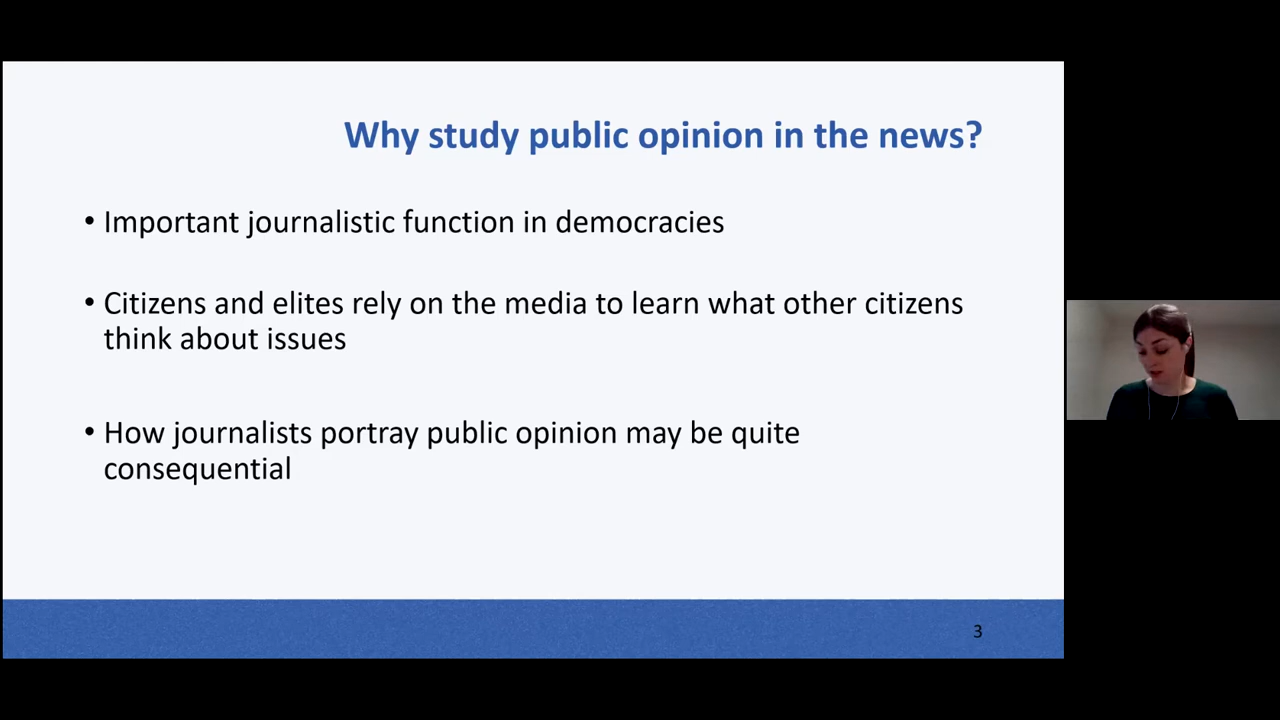 Why study public opinion in the news?
• Important journalistic function in democracies
• Citizens and elites rely on the media to learn what other citizens
think about issues
• How journalists portray public opinion may be quite
consequential
3